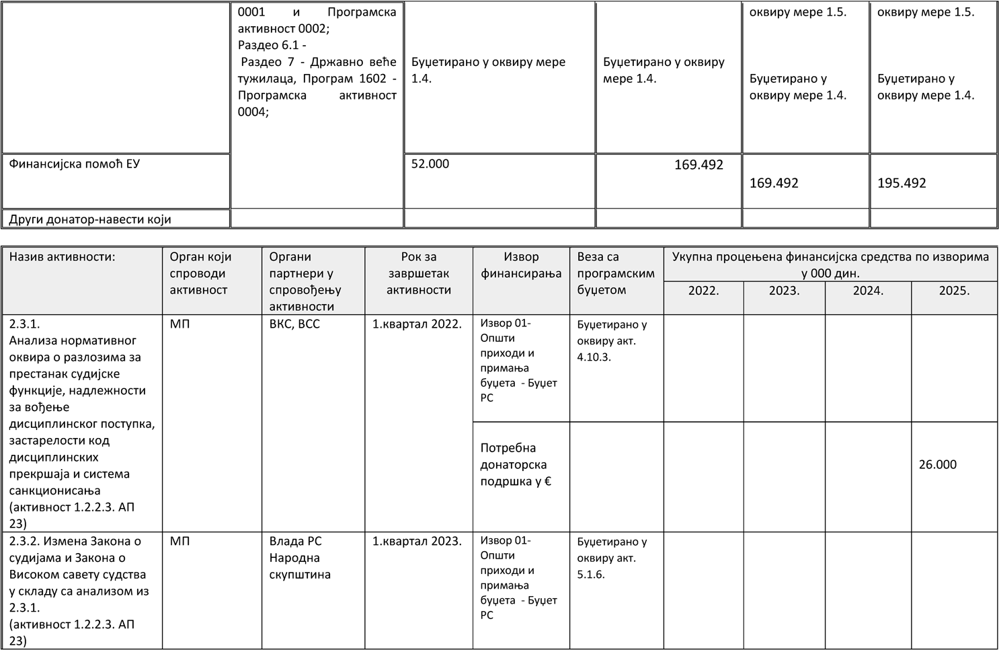 0001 и Програмска
активност 0002;
Раздео 6.1 -
Раздео 7 - Државно веће
тужилаца, Програм 1602 -
Програмска активност
0004;
Буџетирано у оквиру мере
1.4.
Буџетирано у оквиру
мере 1.4.
оквиру мере 1.5.
Буџетирано у
оквиру мере 1.4.
оквиру мере 1.5.
Буџетирано у
оквиру мере 1.4.
Финансијска помоћ ЕУ
52.000
169.492
169.492
195.492
Други донатор-навести који
Назив активности:
Орган који
спроводи
активност
Органи
партнери у
спровођењу
активности
Рок за
завршетак
активности
Извор
финансирања
Веза са
програмским
буџетом
Укупна процењена финансијска средства по изворима
у 000 дин.
2022.
2023.
2024.
2025.
2.3.1.
Анализа нормативног
оквира о разлозима за
престанак судијске
функције, надлежности
за вођење
дисциплинског поступка,
застарелости код
дисциплинских
прекршаја и система
санкционисања
(активност 1.2.2.3. АП
23)
МП
ВКС, ВСС
1.квартал 2022.
Извор 01-
Општи
приходи и
примања
буџета - Буџет
РС
Буџетирано у
оквиру акт.
4.10.3.
Потребна
донаторска
подршка у €
26.000
2.3.2. Измена Закона о
судијама и Закона о
Високом савету судства
у складу са анализом из
2.3.1.
(активност 1.2.2.3. АП
23)
МП
Влада РС
Народна
скупштина
1.квартал 2023.
Извор 01-
Општи
приходи и
примања
буџета - Буџет
РС
Буџетирано у
оквиру акт.
5.1.6.